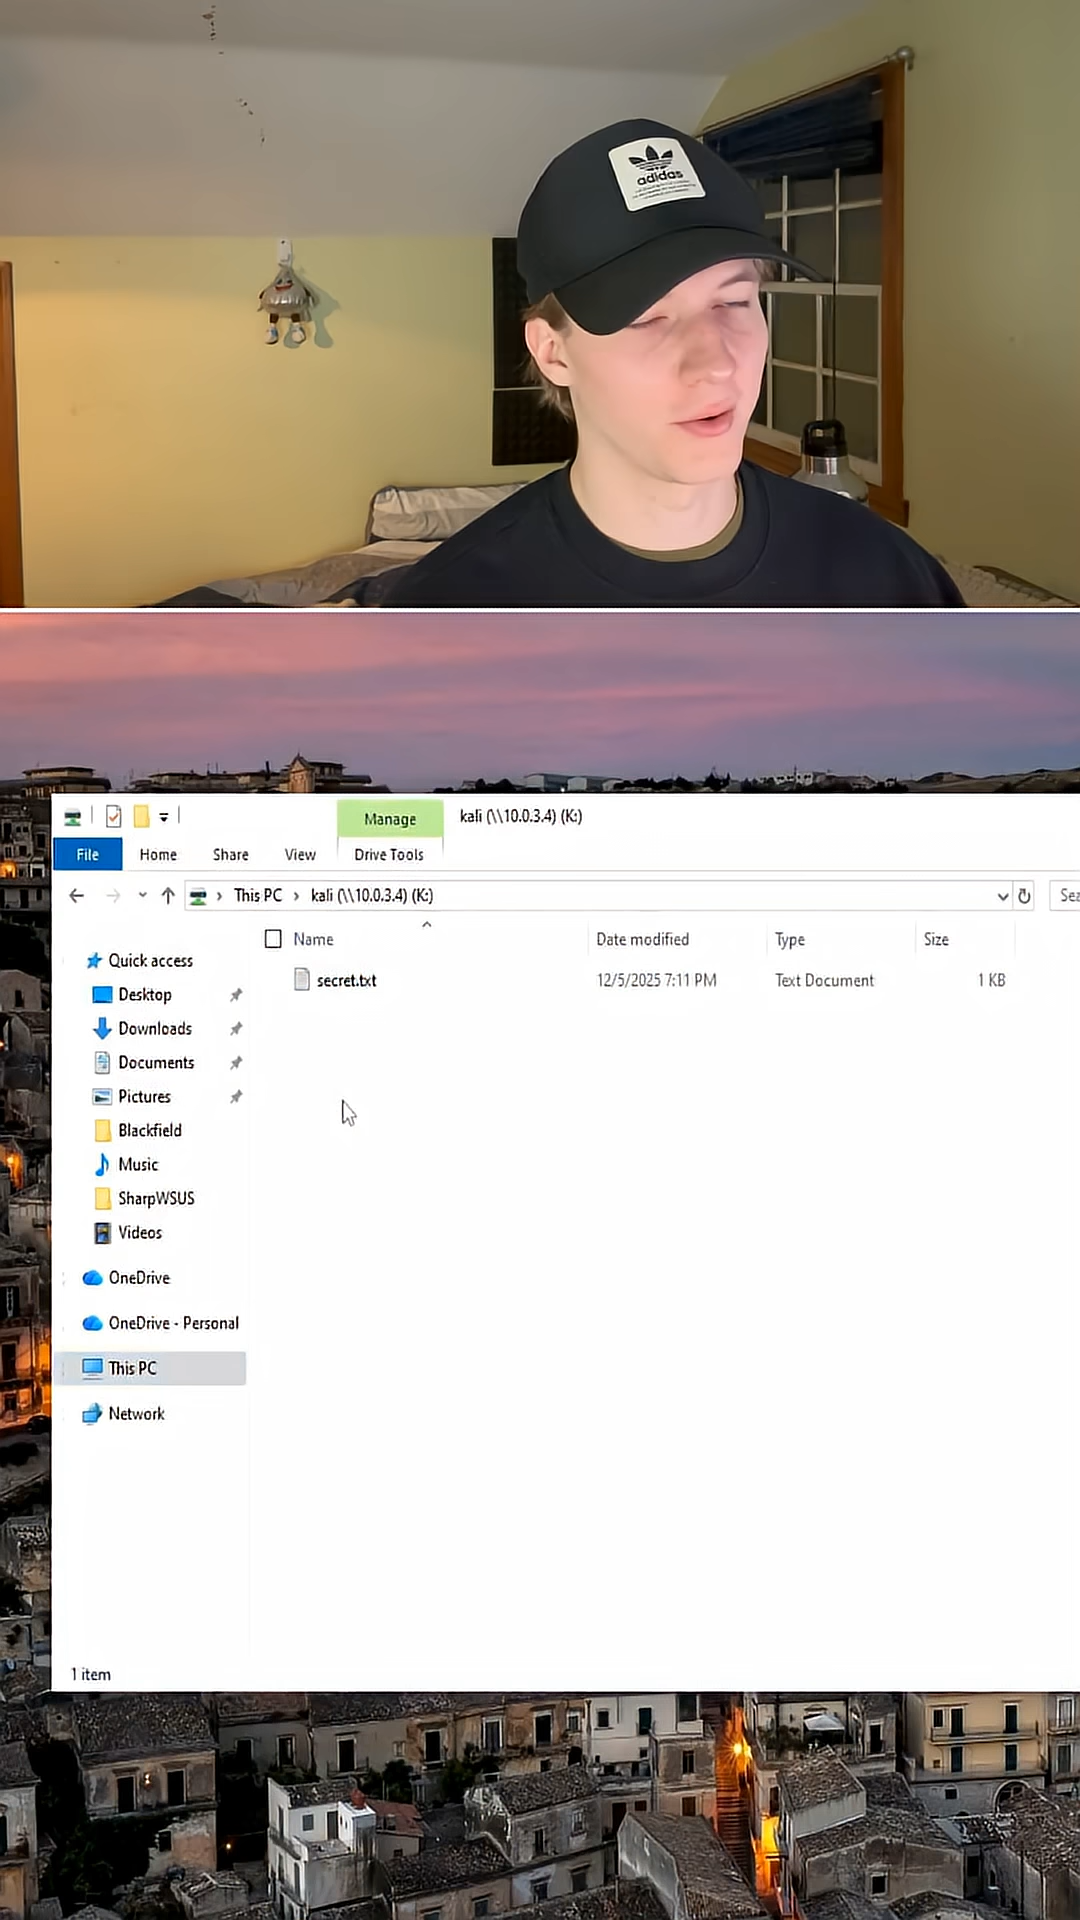 adidas
Manage
kali (\\10.0.3.4) (K:)
File
Home
Share
View
Drive Tools
This PC
kali (\\10.0.3.4) (K:)
Sea
Name
Date modified
Type
Size
secret.txt
12/5/2025 7:11 PM
Text Document
1 KB
Quick access
Desktop
Downloads
Documents
Pictures
Blackfield
Music
SharpWSUS
Videos
OneDrive
OneDrive - Personal
This PC
Network
1 item